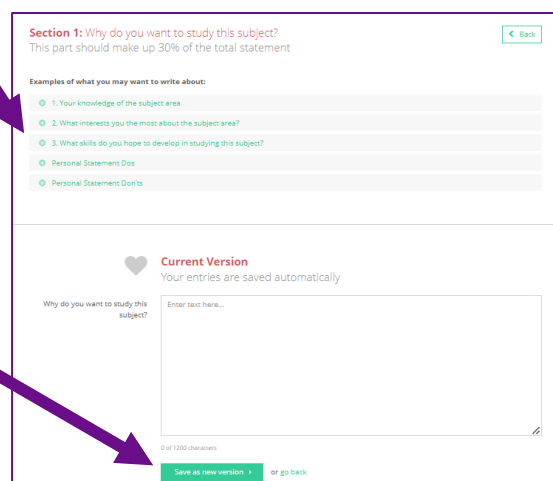 Section 1: Why do you want to study this subject?
Back
This part should make up 30% of the total statement
Examples of what you may want to write about:
1. Your knowledge of the subject area
2. What interests you the most about the subject area?
3. What skills do you hope to develop in studying this subject?
Personal Statement Dos
Personal Statement Don'ts
Current Version
Your entries are saved automatically
Why do you want to study this
subject?
Enter text here...
0 of 1200 characters
Save as new version or go back